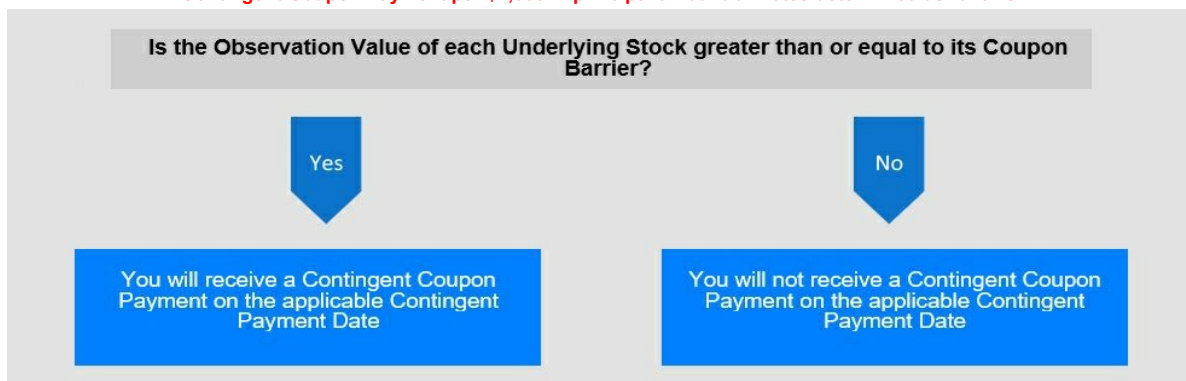 Is the Observation Value of each Underlying Stock greater than or equal to its Coupon
Barrier?
Yes
No
You will receive a Contingent Coupon
Payment on the applicable Contingent
Payment Date
You will not receive a Contingent Coupon
Payment on the applicable Contingent
Payment Date